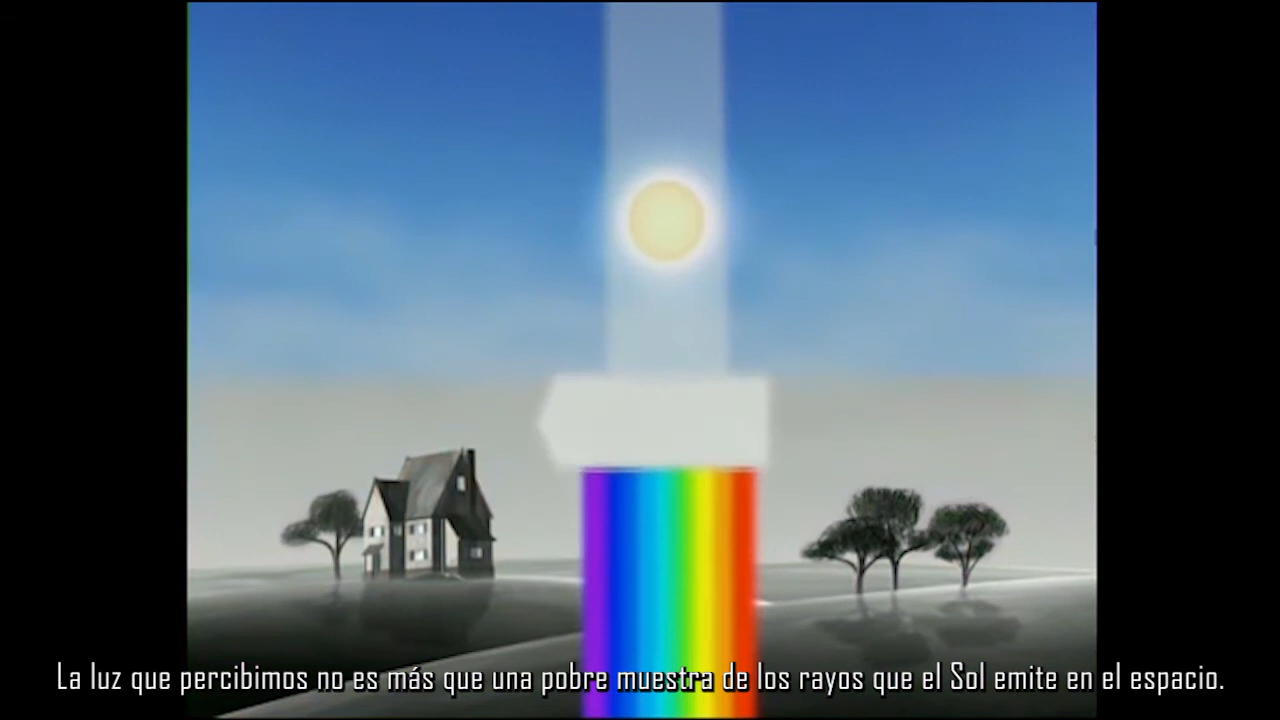 La luz que percibimos no es más que una pobre muestra de los rayos que el Sol emite en el espacio.